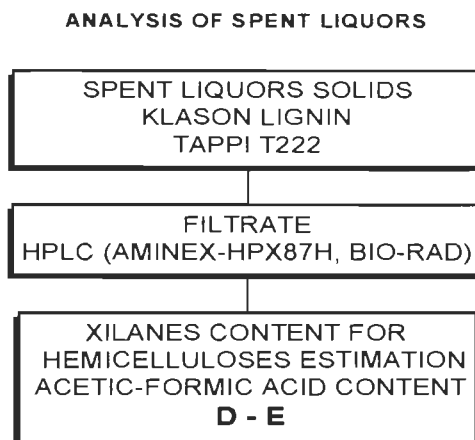 ANALYSIS OF SPENT LIQUORS
SPENT LIQUORS SOLIDS
KLASON LIGNIN
TAPPI T222
FILTRATE
HPLC (AMINEX-HPX87H, BIO-RAD)
XILANES CONTENT FOR
HEMICELLULOSES ESTIMATION
ACETIC-FORMIC ACID CONTENT
D - E